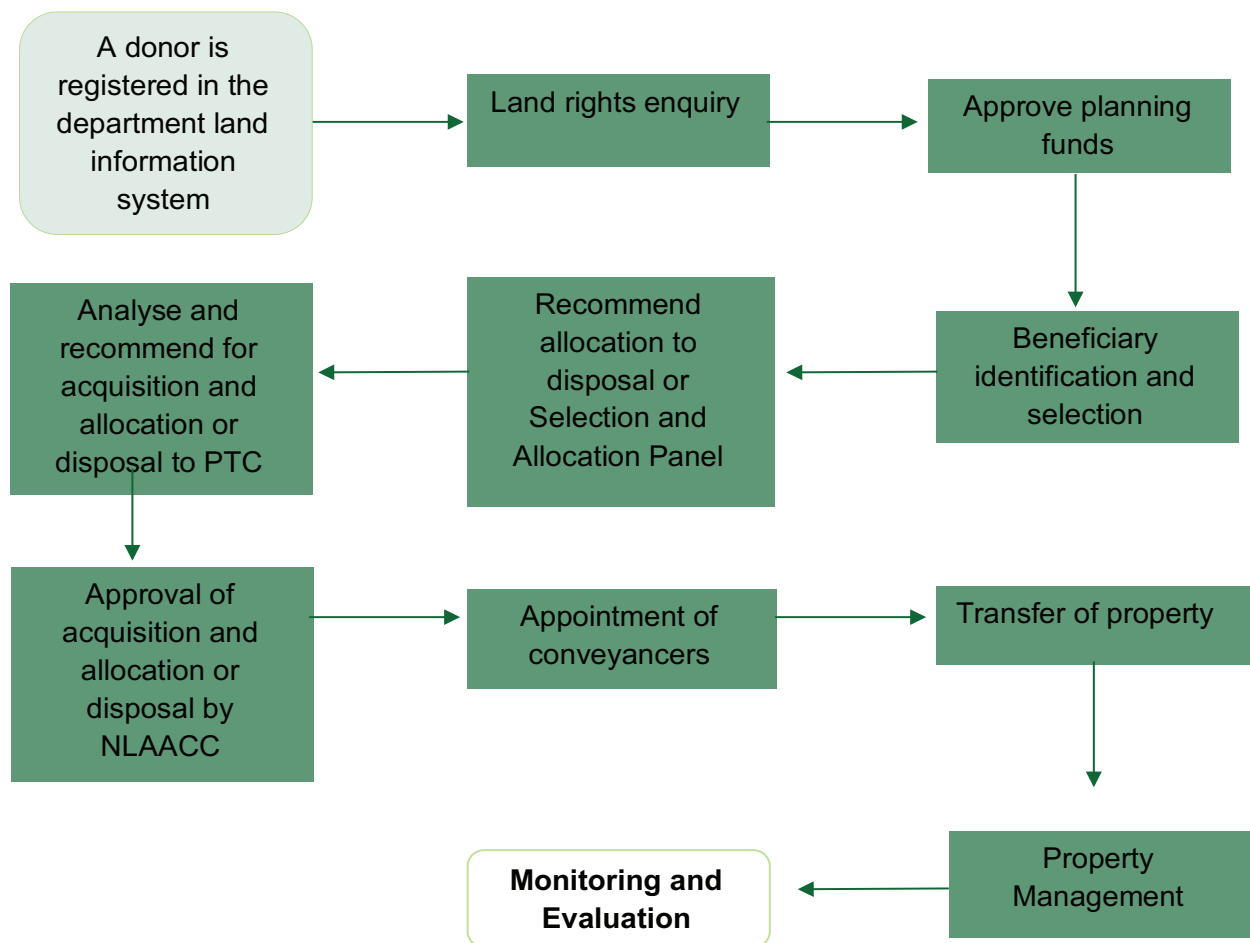 A donor is
registered in the
department land
information
system
Land rights enquiry
Approve planning
funds
Beneficiary
identification and
selection
Recommend
allocation to
disposal or
Selection and
Allocation Panel
Analyse and
recommend for
acquisition and
allocation or
disposal to PTC
Approval of
acquisition and
allocation or
disposal by
NLAACC
Appointment of
conveyancers
Transfer of property
Property
Management
Monitoring and
Evaluation